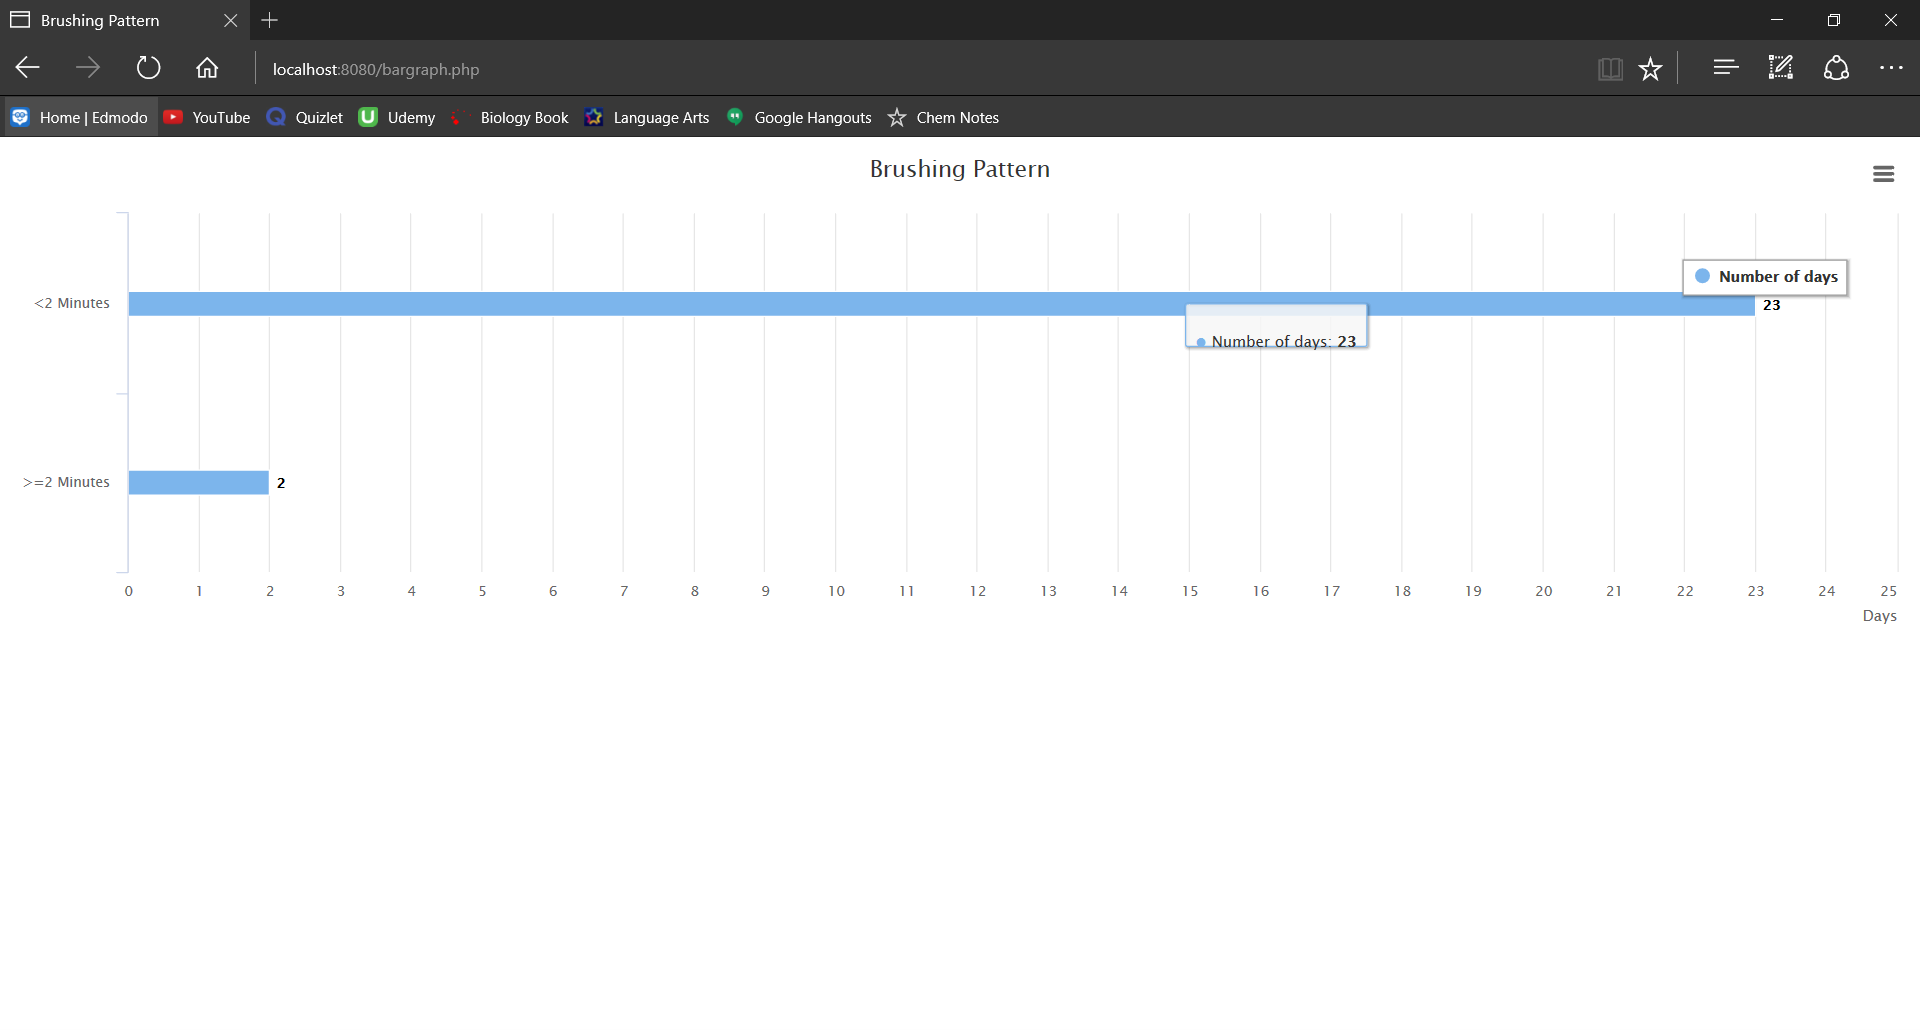 Brushing Pattern
localhost:8080/bargraph.php
Home | Edmodo YouTube Quizlet Udemy Biology Book Language Arts Google Hangouts Chem Notes
Brushing Pattern
Number of days
<2 Minutes
23
Number of days: 23
>=2 Minutes
2
0 1 2 3 4 5 6 7 8 9 10 11 12 13 14 15 16 17 18 19 20 21 22 23 24 25
Days